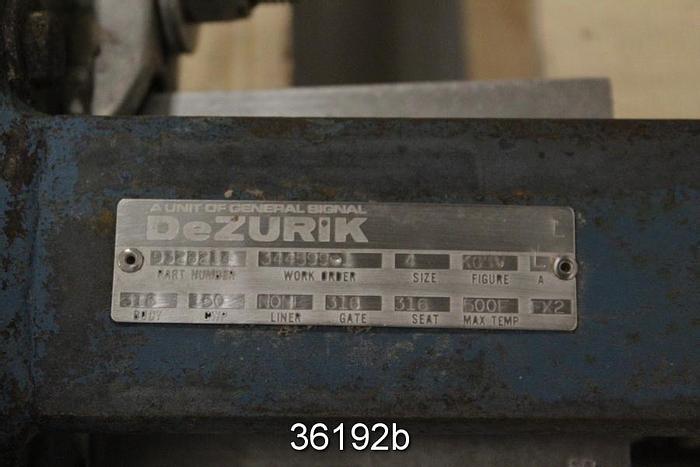 A UNIT OF GENERAL SIGNAL
DeZURIK
4 L
PART NUMBER WORK ORDER SIZE FIGURE A
316 150 316 316 500F
BODY MWP LINER GATE SEAT MAX TEMP
36192b